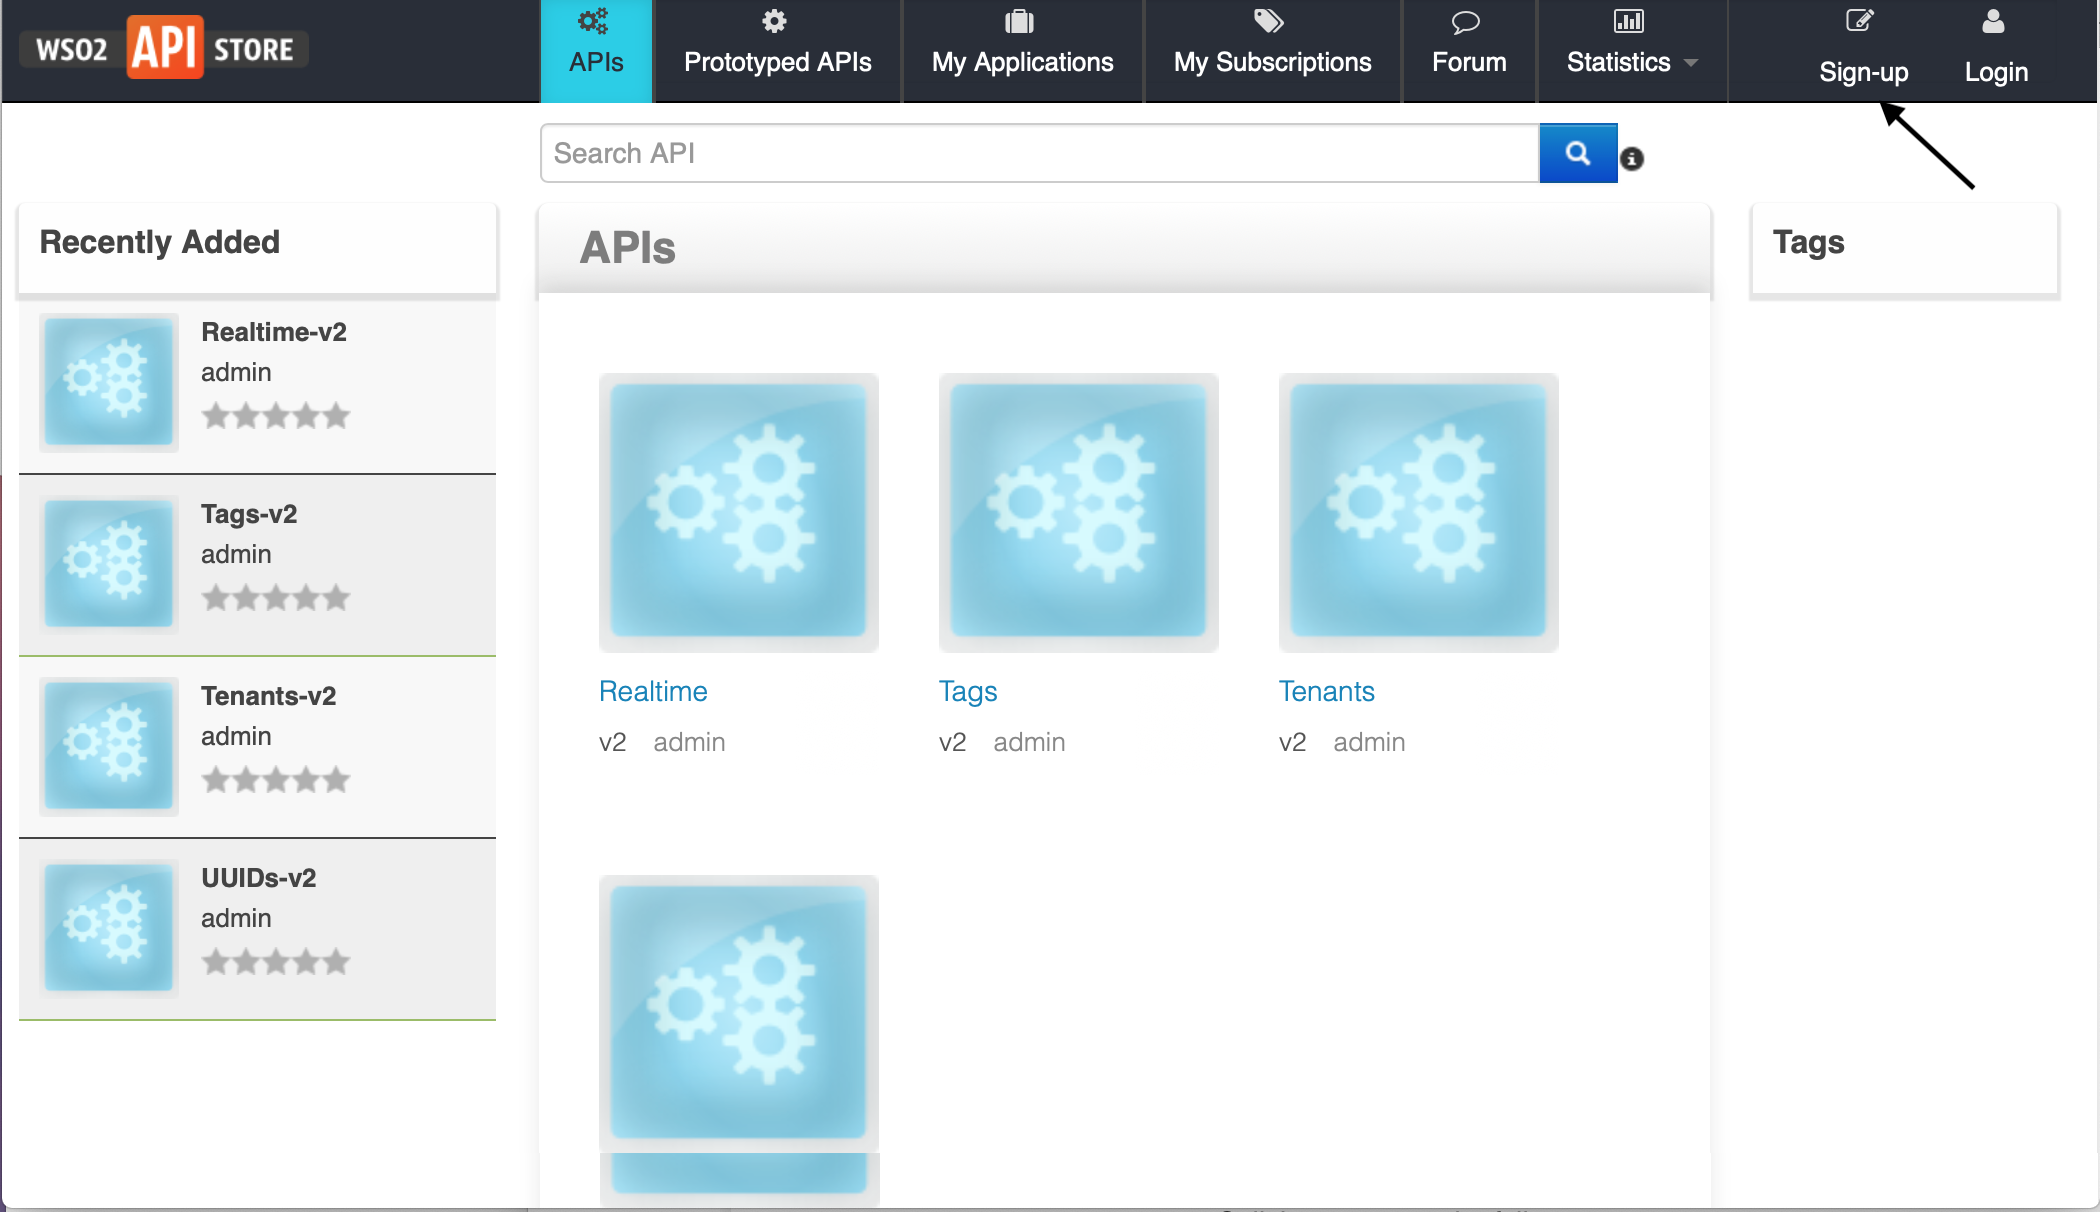 WSO2 API STORE
APIs
Prototyped APIs
My Applications
My Subscriptions
Forum
Statistics
Sign-up
Login
Search API
Recently Added
Realtime-v2
admin
Tags-v2
admin
Tenants-v2
admin
UUIDs-v2
admin
APIs
Realtime
v2 admin
Tags
v2 admin
Tenants
v2 admin
Tags